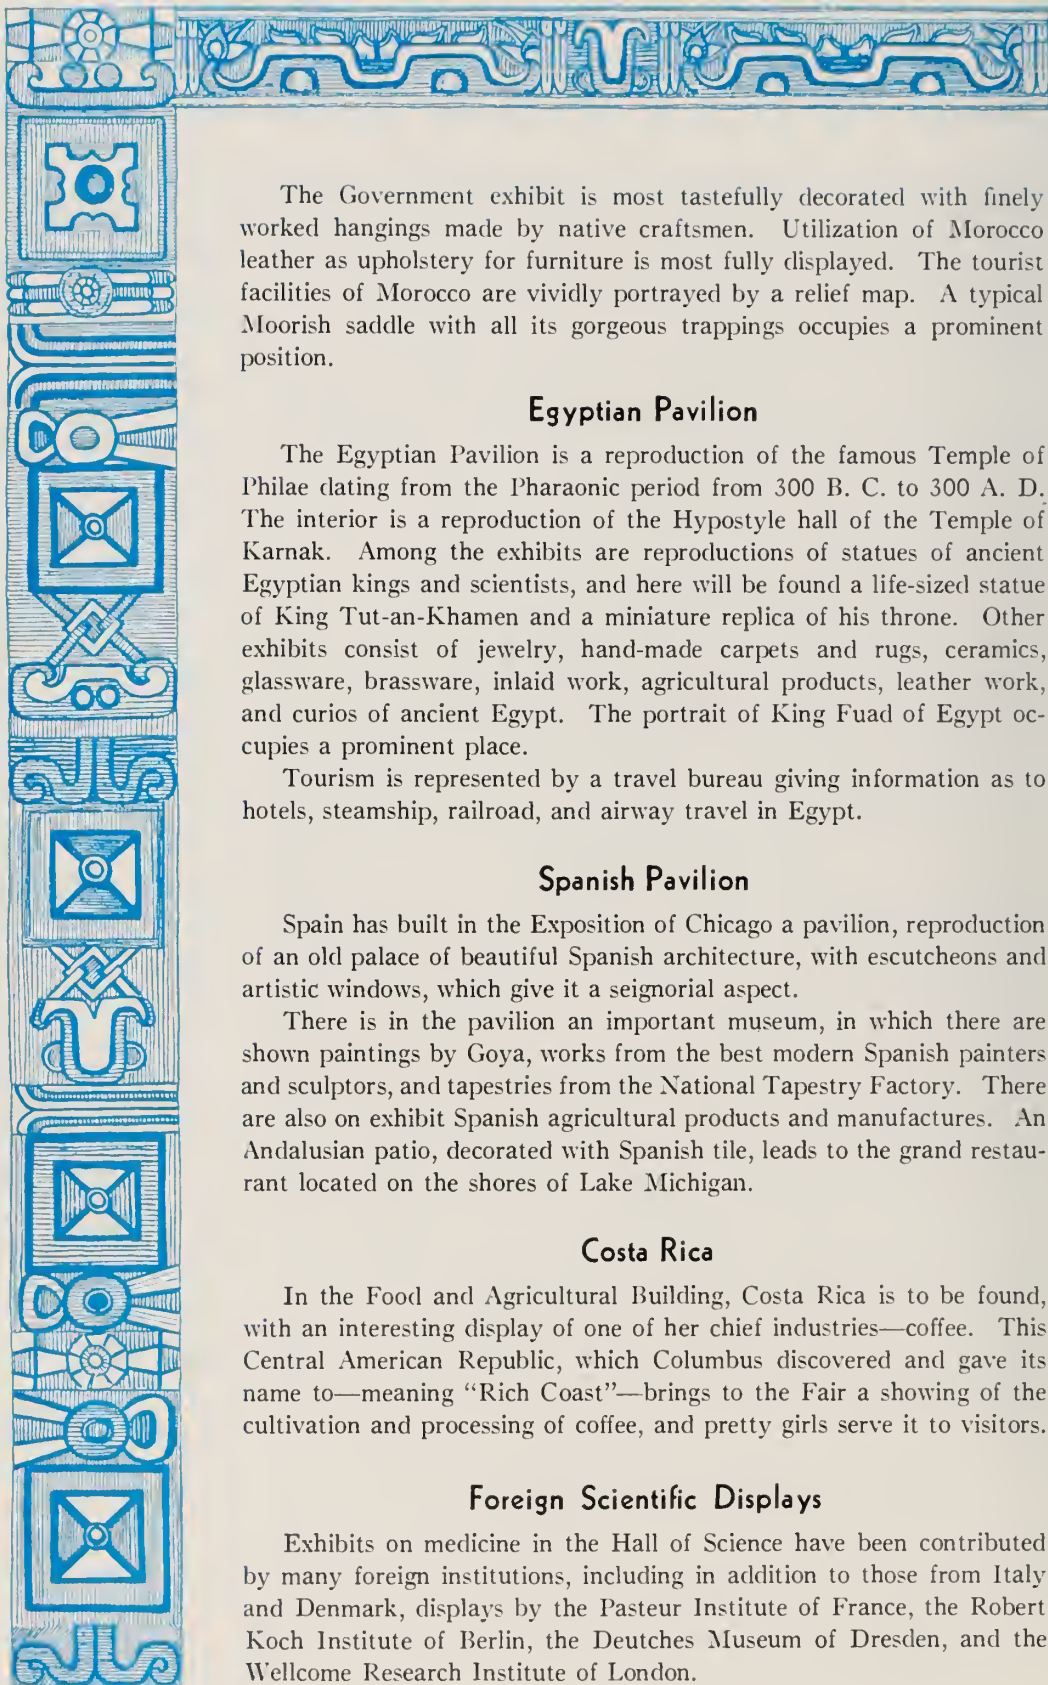 The Government exhibit is most tastefully decorated with finely
worked hangings made by native craftsmen. Utilization of Morocco
leather as upholstery for furniture is most fully displayed. The tourist
facilities of Morocco are vividly portrayed by a relief map. A typical
Moorish saddle with all its gorgeous trappings occupies a prominent
position.
Egyptian Pavilion
The Egyptian Pavilion is a reproduction of the famous Temple of
Philae dating from the Pharaonic period from 300 B. C. to 300 A. D.
The interior is a reproduction of the Hypostyle hall of the Temple of
Karnak. Among the exhibits are reproductions of statues of ancient
Egyptian kings and scientists, and here will be found a life-sized statue
of King Tut-an-Khamen and a miniature replica of his throne. Other
exhibits consist of jewelry, hand-made carpets and rugs, ceramics,
glassware, brassware, inlaid work, agricultural products, leather work,
and curios of ancient Egypt. The portrait of King Fuad of Egypt oc-
cupies a prominent place.
Tourism is represented by a travel bureau giving information as to
hotels, steamship, railroad, and airway travel in Egypt.
Spanish Pavilion
Spain has built in the Exposition of Chicago a pavilion, reproduction
of an old palace of beautiful Spanish architecture, with escutcheons and
artistic windows, which give it a seignorial aspect.
There is in the pavilion an important museum, in which there are
shown paintings by Goya, works from the best modern Spanish painters
and sculptors, and tapestries from the National Tapestry Factory. There
are also on exhibit Spanish agricultural products and manufactures. An
Andalusian patio, decorated with Spanish tile, leads to the grand restau-
rant located on the shores of Lake Michigan.
Costa Rica
In the Food and Agricultural Building, Costa Rica is to be found,
with an interesting display of one of her chief industries—coffee. This
Central American Republic, which Columbus discovered and gave its
name to—meaning “Rich Coast”—brings to the Fair a showing of the
cultivation and processing of coffee, and pretty girls serve it to visitors.
Foreign Scientific Displays
Exhibits on medicine in the Hall of Science have been contributed
by many foreign institutions, including in addition to those from Italy
and Denmark, displays by the Pasteur Institute of France, the Robert
Koch Institute of Berlin, the Deutches Museum of Dresden, and the
Wellcome Research Institute of London.